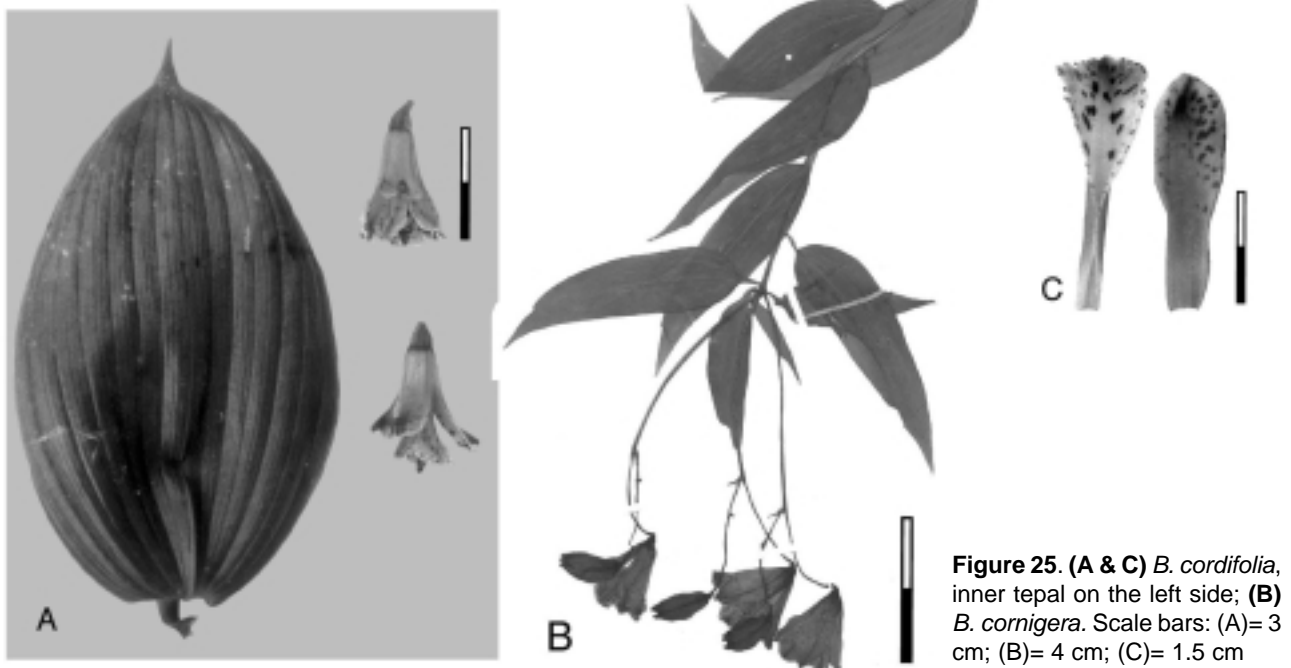 A
B
C
Figure 25. (A & C) B. cordifolia,
inner tepal on the left side; (B)
B. cornigera. Scale bars: (A)= 3
cm; (B)= 4 cm; (C)= 1.5 cm